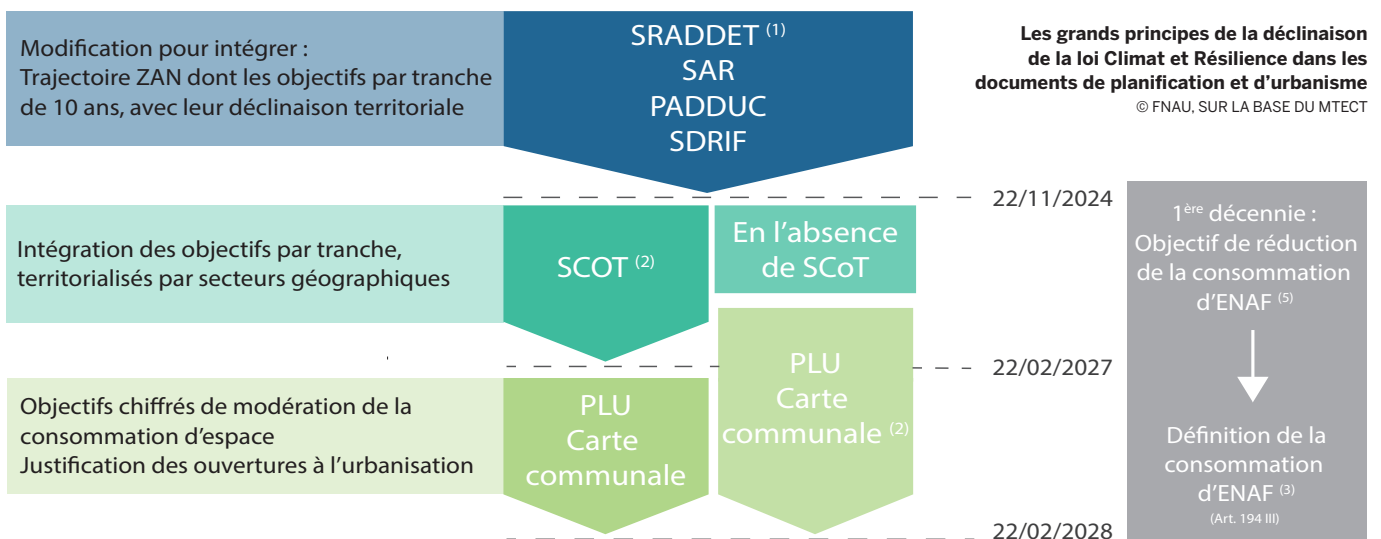 Modification pour intégrer :
Trajectoire ZAN dont les objectifs par tranche
de 10 ans, avec leur déclinaison territoriale
SRADDET (1)
SAR
PADDUC
SDRIF
Les grands principes de la déclinaison
de la loi Climat et Résilience dans les
documents de planification et d'urbanisme
© FNAU, SUR LA BASE DU MTECT
22/11/2024
Intégration des objectifs par tranche,
territorialisés par secteurs géographiques
SCOT (2)
En l'absence
de SCoT
1ère décennie :
Objectif de réduction
de la consommation
d'ENAF (5)
22/02/2027
Objectifs chiffrés de modération de la
consommation d'espace
Justification des ouvertures à l'urbanisation
PLU
Carte
communale
PLU
Carte
communale (2)
Définition de la
consommation
d'ENAF (3)
(Art. 194 III)
22/02/2028